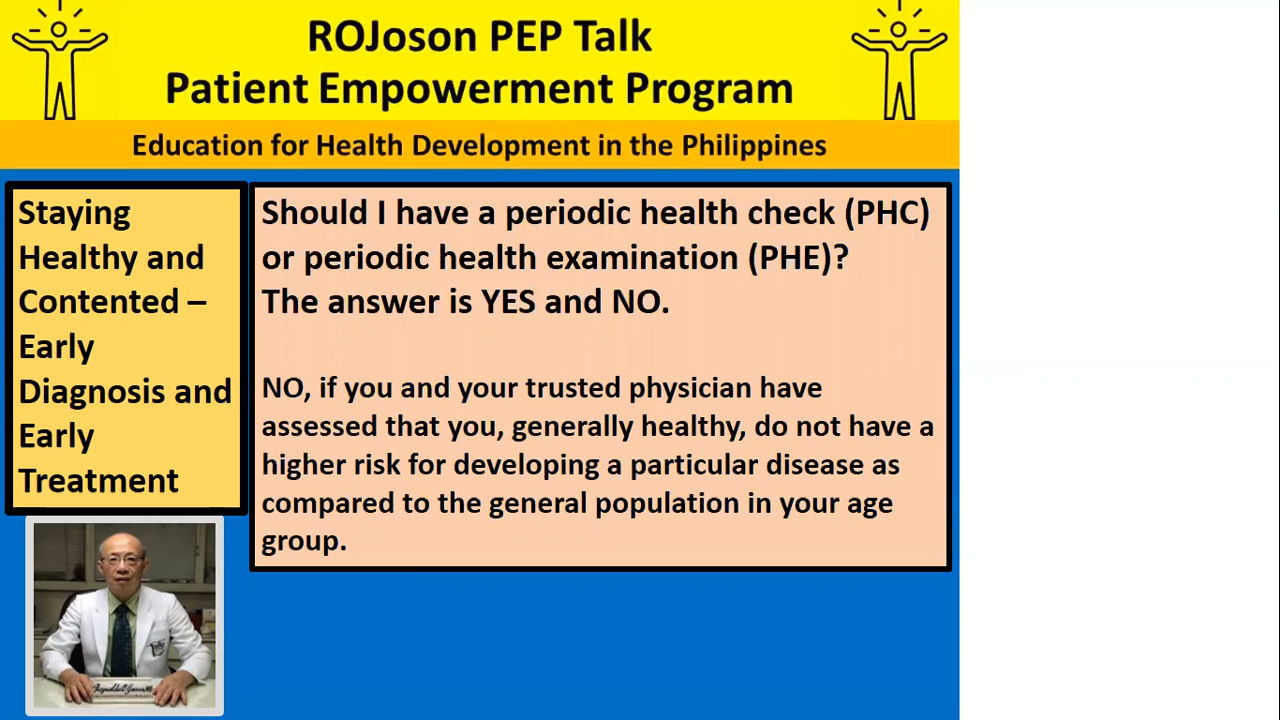 ROJoson PEP Talk
Patient Empowerment Program
Education for Health Development in the Philippines
Staying
Healthy and
Contented –
Early
Diagnosis and
Early
Treatment
Should I have a periodic health check (PHC)
or periodic health examination (PHE)?
The answer is YES and NO.
NO, if you and your trusted physician have
assessed that you, generally healthy, do not have a
higher risk for developing a particular disease as
compared to the general population in your age
group.